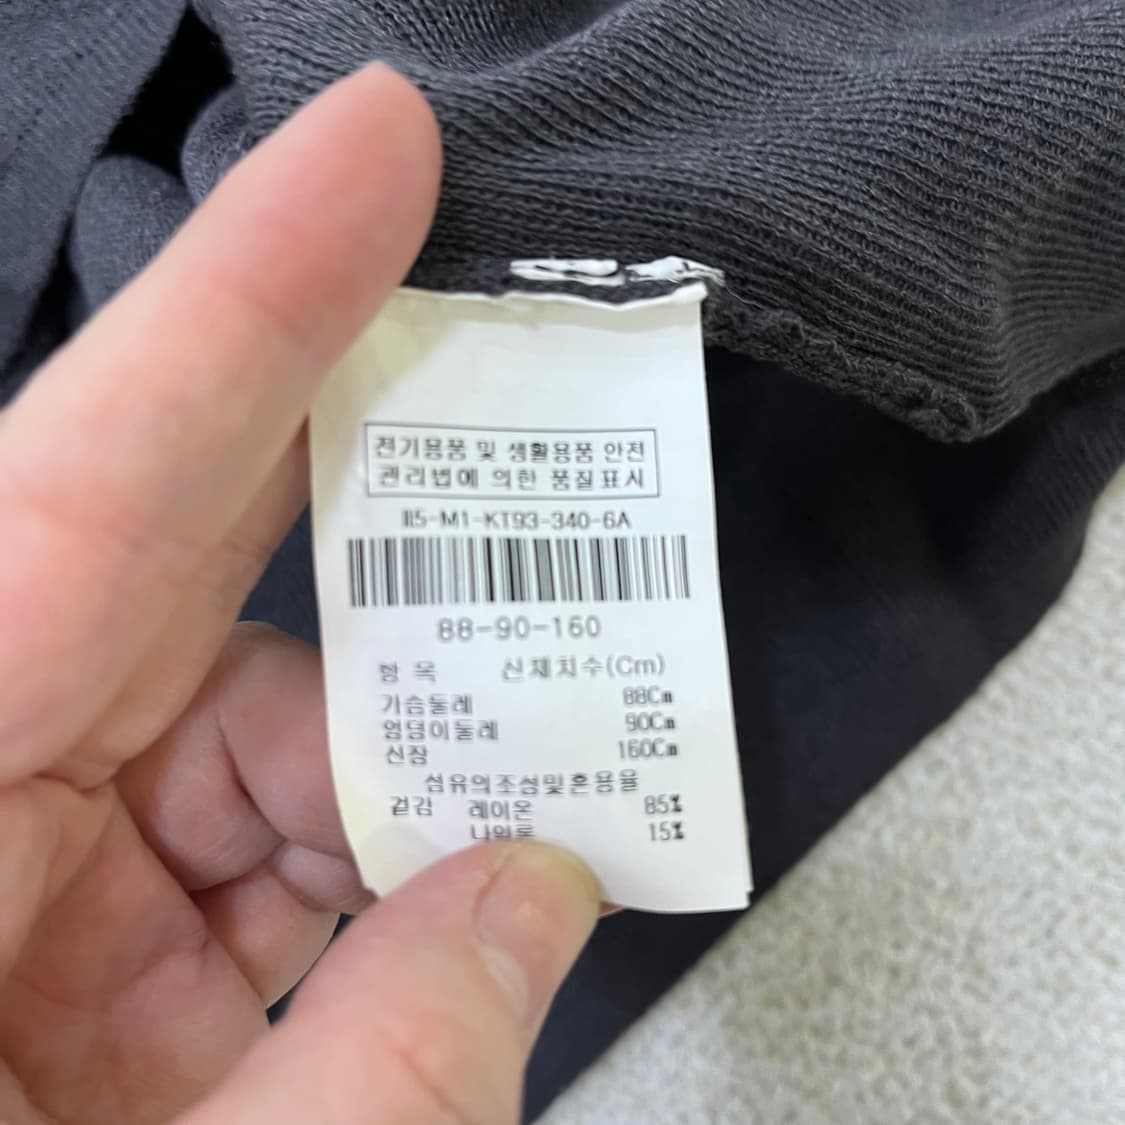 전기용품 및 생활용품 안전
관리법에 의한 품질표시
-M1-KT93-340-6A
88-90-160
항 목 신체치수(Cm)
가슴둘레 88Cm
엉덩이둘레 90Cm
신장 160Cm
섬유의조성및혼용율
겉감 레이온 85%
나일론 15%